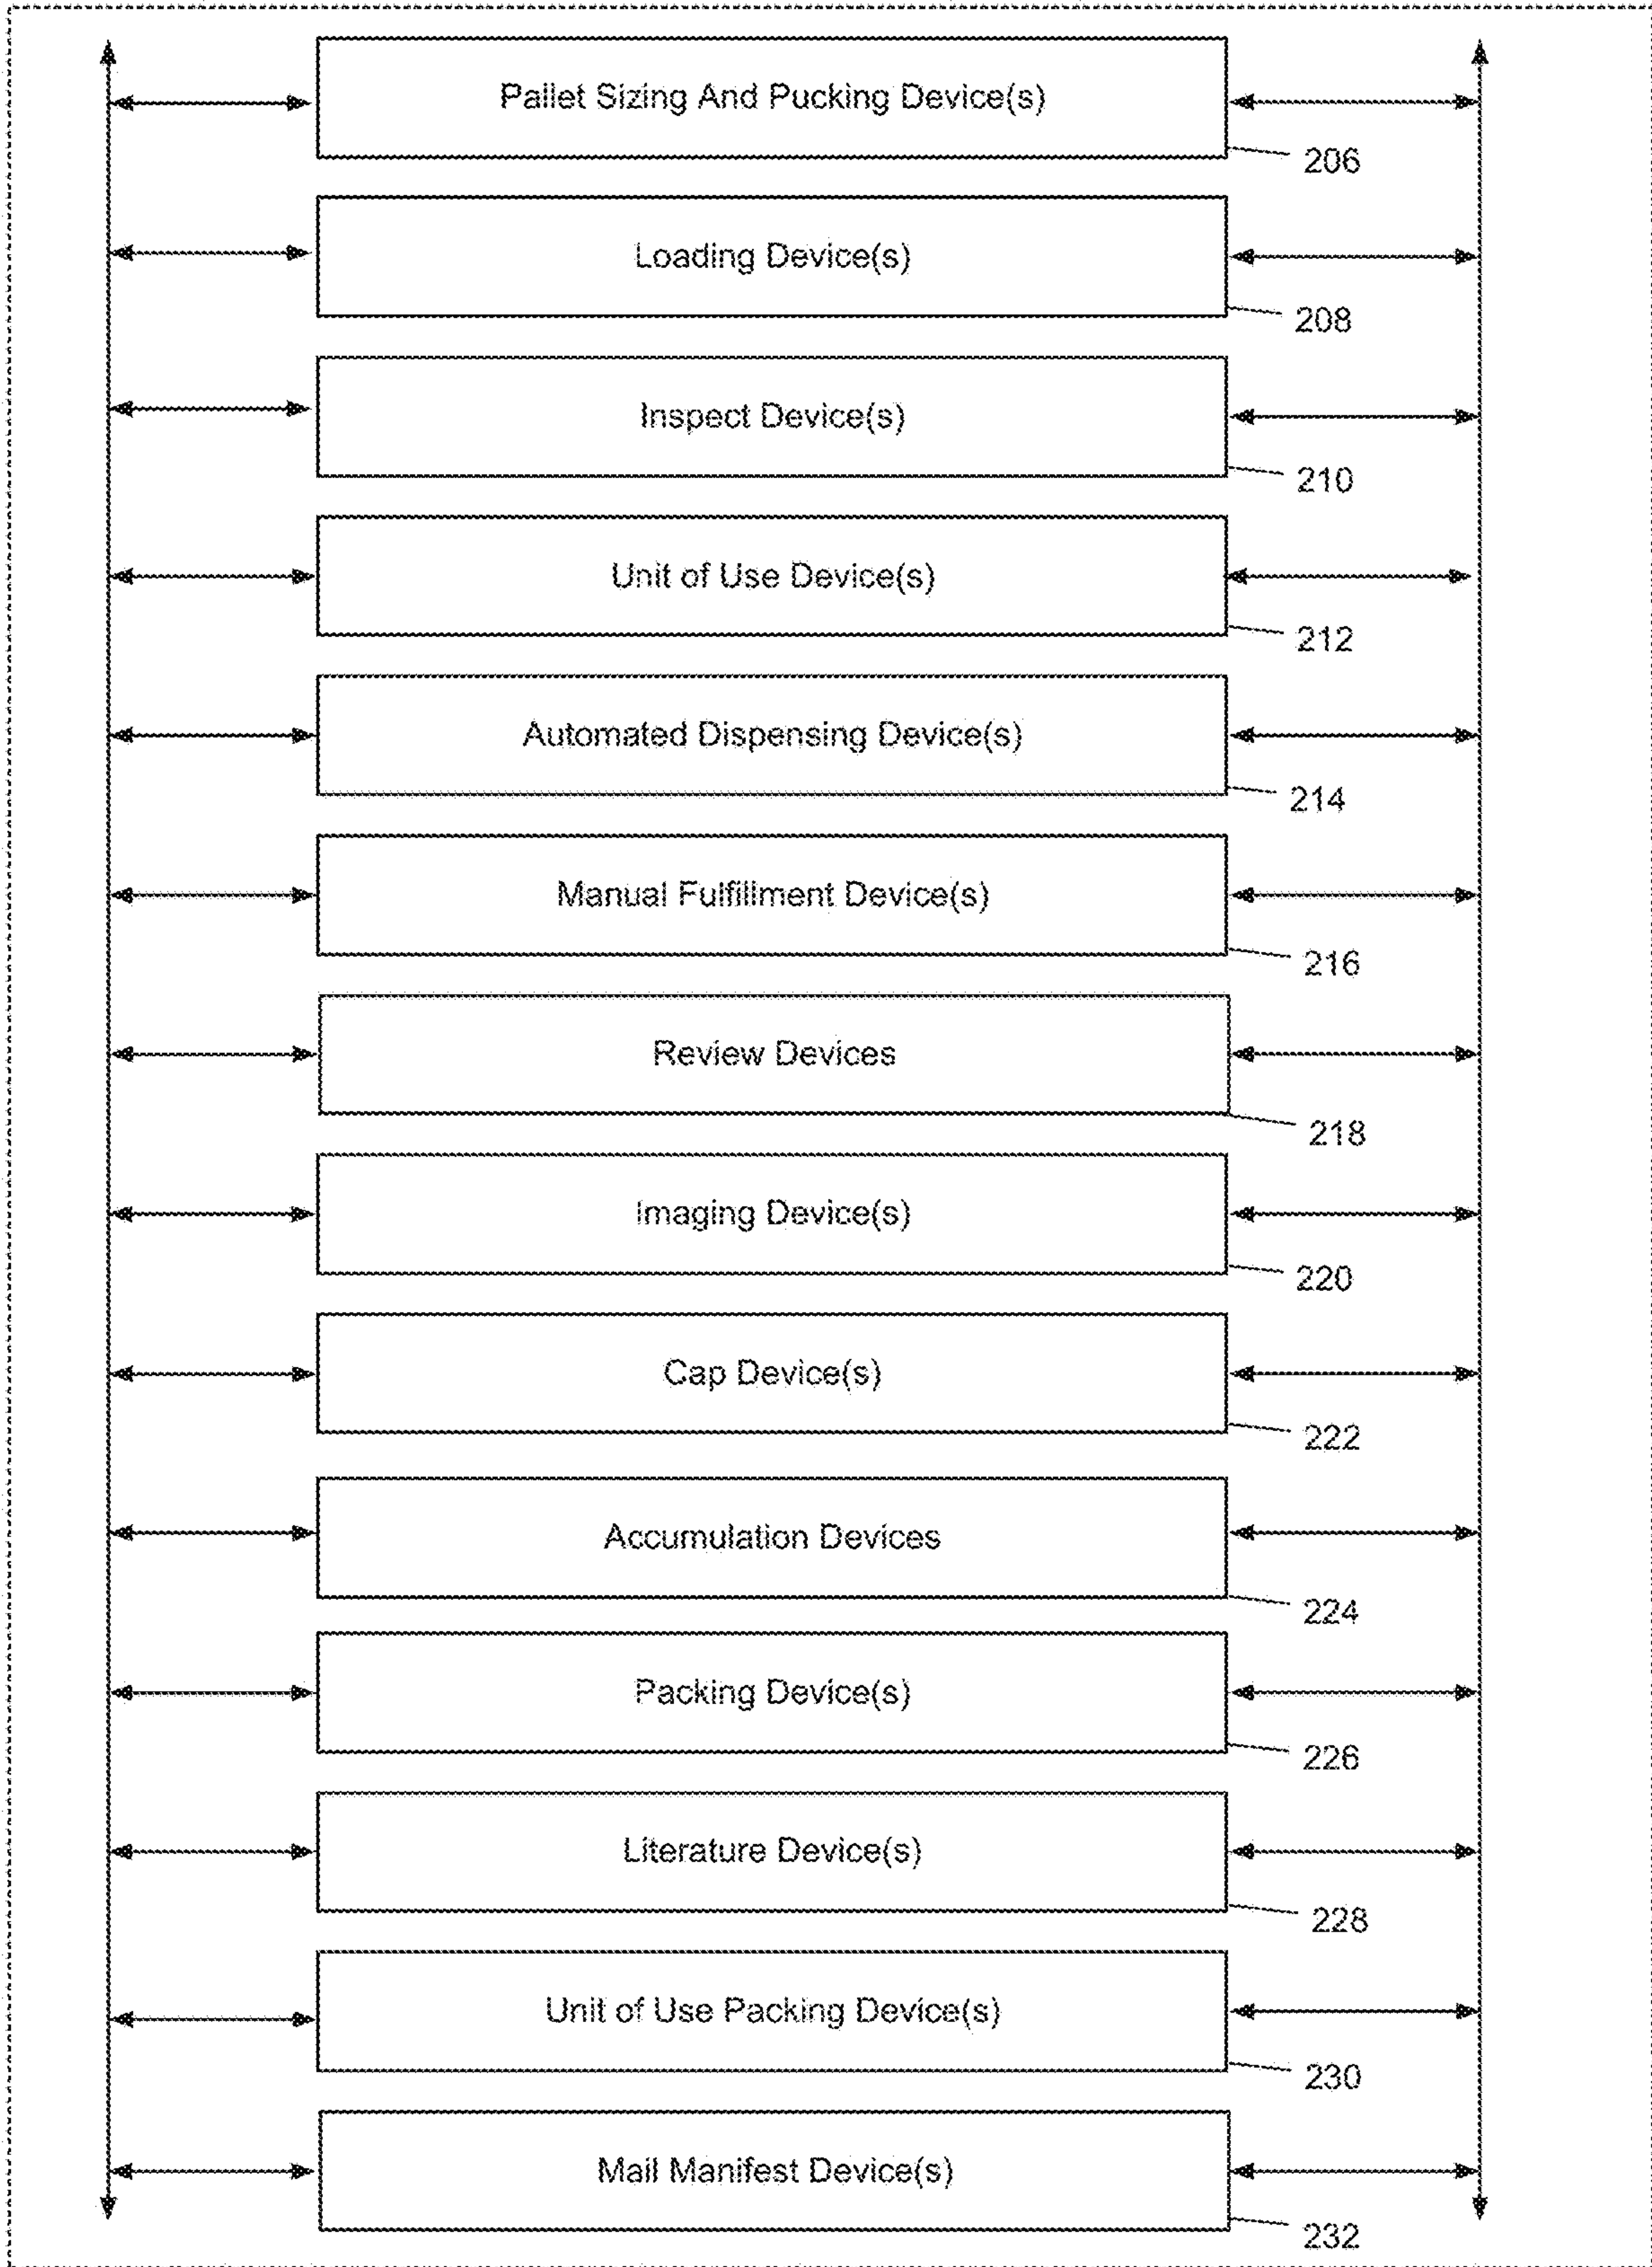 Pallet Sizing And Pucking Device(s)
206
Loading Device(s)
208
Inspect Device(s)
210
Unit of Use Device(s)
212
Automated Dispensing Device(s)
214
Manual Fulfillment Device(s)
216
Review Devices
218
Imaging Device(s)
220
Cap Device(s)
222
Accumulation Devices
224
Packing Device(s)
226
Literature Device(s)
228
Unit of Use Packing Device(s)
230
Mail Manifest Device(s)
232